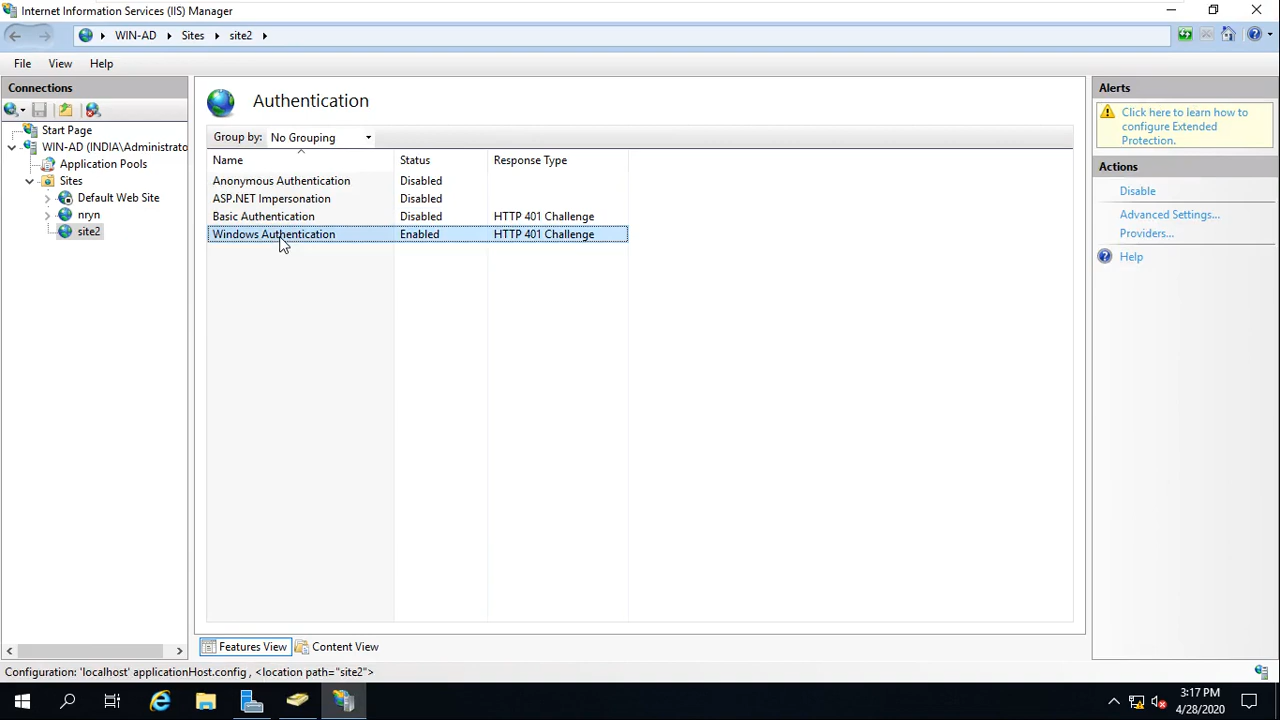 Internet Information Services (IIS) Manager
WIN-AD
Sites
site2
File
View
Help
Connections
Start Page
WIN-AD (INDIA\Administrato
Application Pools
Sites
Default Web Site
nryn
site2
Authentication
Group by:
No Grouping
Name
Status
Response Type
Anonymous Authentication
Disabled
ASP.NET Impersonation
Disabled
Basic Authentication
Disabled
HTTP 401 Challenge
Windows Authentication
Enabled
HTTP 401 Challenge
Features View
Content View
Alerts
Click here to learn how to
configure Extended
Protection.
Actions
Disable
Advanced Settings...
Providers...
Help
Configuration: 'localhost' applicationHost.config , <location path="site2">
3:17 PM
4/28/2020